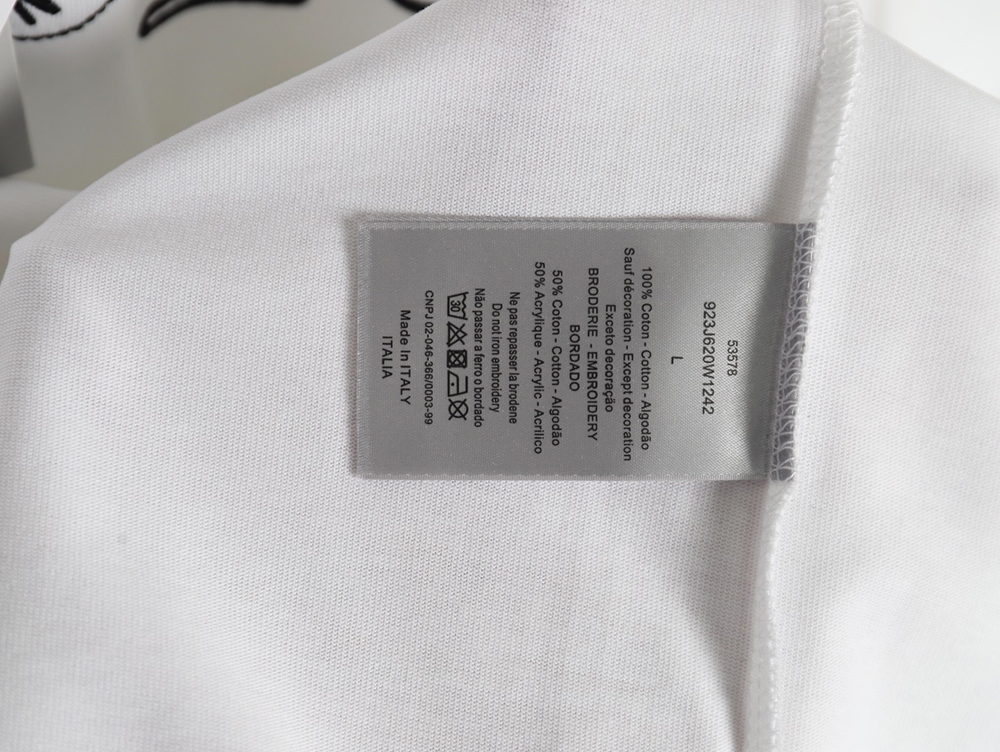 53578
923J620W1242
L
100% Coton - Cotton - Algodão
Sauf décoration - Except decoration
Exceto decoração
BRODERIE - EMBROIDERY
BORDADO
50% Coton - Cotton - Algodão
50% Acrylique - Acrylic - Acrilico
Ne pas repasser la brodene
Do not iron embroidery
Não passar a ferro o bordado
30
CNPJ 02-046-366/0003-99
Made In ITALY
ITALIA